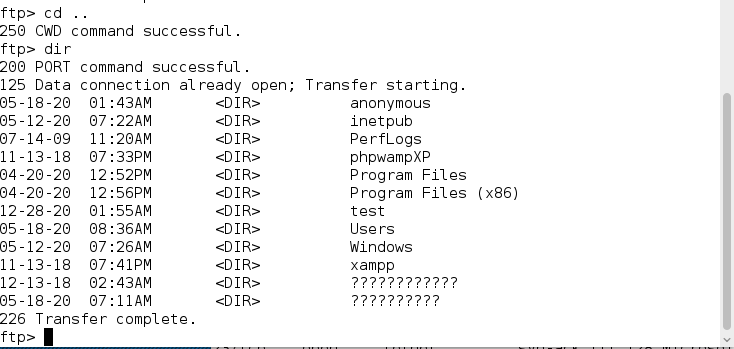 ftp> cd ..
250 CWD command successful.
ftp> dir
200 PORT command successful.
125 Data connection already open; Transfer starting.
05-18-20  01:43AM       <DIR>          anonymous
05-12-20  07:22AM       <DIR>          inetpub
07-14-09  11:20AM       <DIR>          PerfLogs
11-13-18  07:33PM       <DIR>          phpwampXP
04-20-20  12:52PM       <DIR>          Program Files
04-20-20  12:56PM       <DIR>          Program Files (x86)
12-28-20  01:55AM       <DIR>          test
05-18-20  08:36AM       <DIR>          Users
05-12-20  07:26AM       <DIR>          Windows
11-13-18  07:41PM       <DIR>          xampp
12-13-18  02:43AM       <DIR>          ????????????
05-18-20  07:11AM       <DIR>          ??????????
226 Transfer complete.
ftp>